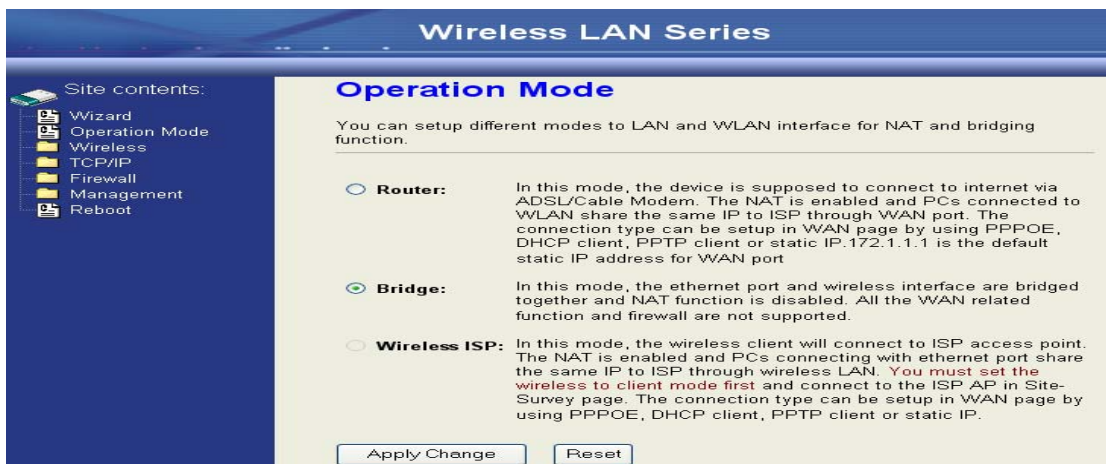 Wireless LAN Series
Site contents:
Wizard
Operation Mode
Wireless
TCP/IP
Firewall
Management
Reboot
Operation Mode
You can setup different modes to LAN and WLAN interface for NAT and bridging
function.
Router:
In this mode, the device is supposed to connect to internet via
ADSL/Cable Modem. The NAT is enabled and PCs connected to
WLAN share the same IP to ISP through WAN port. The
connection type can be setup in WAN page by using PPPOE,
DHCP client, PPTP client or static IP.172.1.1.1 is the default
static IP address for WAN port
Bridge:
In this mode, the ethernet port and wireless interface are bridged
together and NAT function is disabled. All the WAN related
function and firewall are not supported.
Wireless ISP:
In this mode, the wireless client will connect to ISP access point.
The NAT is enabled and PCs connecting with ethernet port share
the same IP to ISP through wireless LAN. You must set the
wireless to client mode first and connect to the ISP AP in Site-
Survey page. The connection type can be setup in WAN page by
using PPPOE, DHCP client, PPTP client or static IP.
Apply Change
Reset